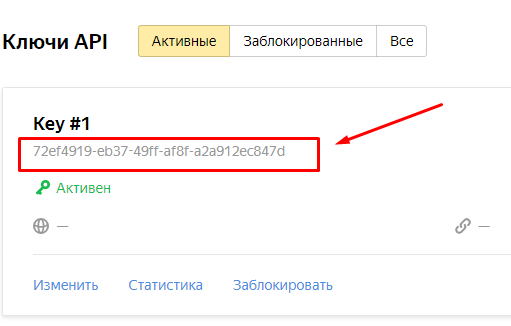 Ключи API
Активные Заблокированные Все
Key #1
72ef4919-eb37-49ff-af8f-a2a912ec847d
Активен
— —
Изменить Статистика Заблокировать